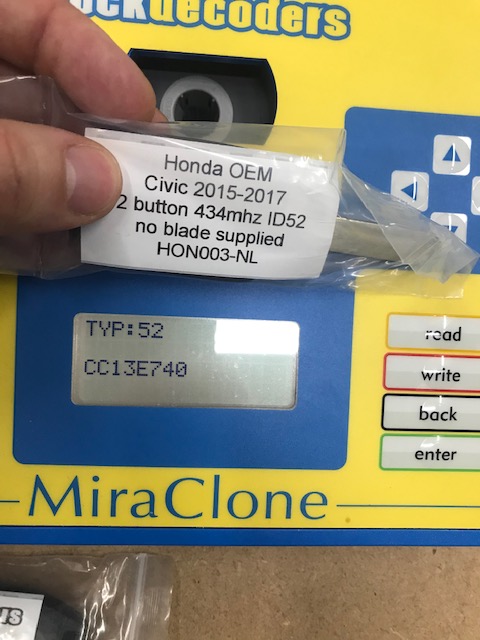 Honda OEM
Civic 2015-2017
2 button 434mhz ID52
no blade supplied
HON003-NL
TYP:52
CC13E740
read
write
back
enter
MiraClone